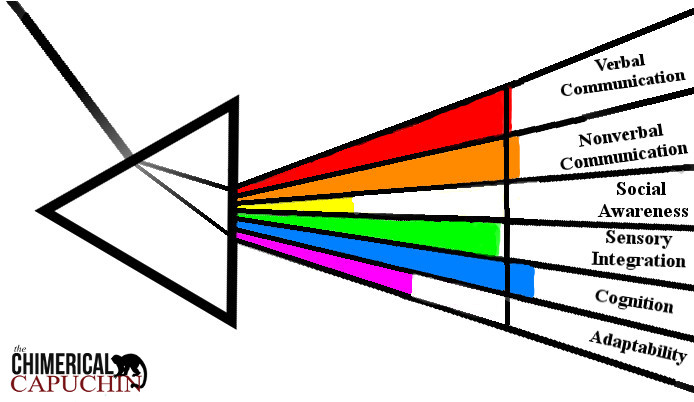 Verbal
Communication
Nonverbal
Communication
Social
Awareness
Sensory
Integration
Cognition
Adaptability
the
CHIMERICAL
CAPUCHIN